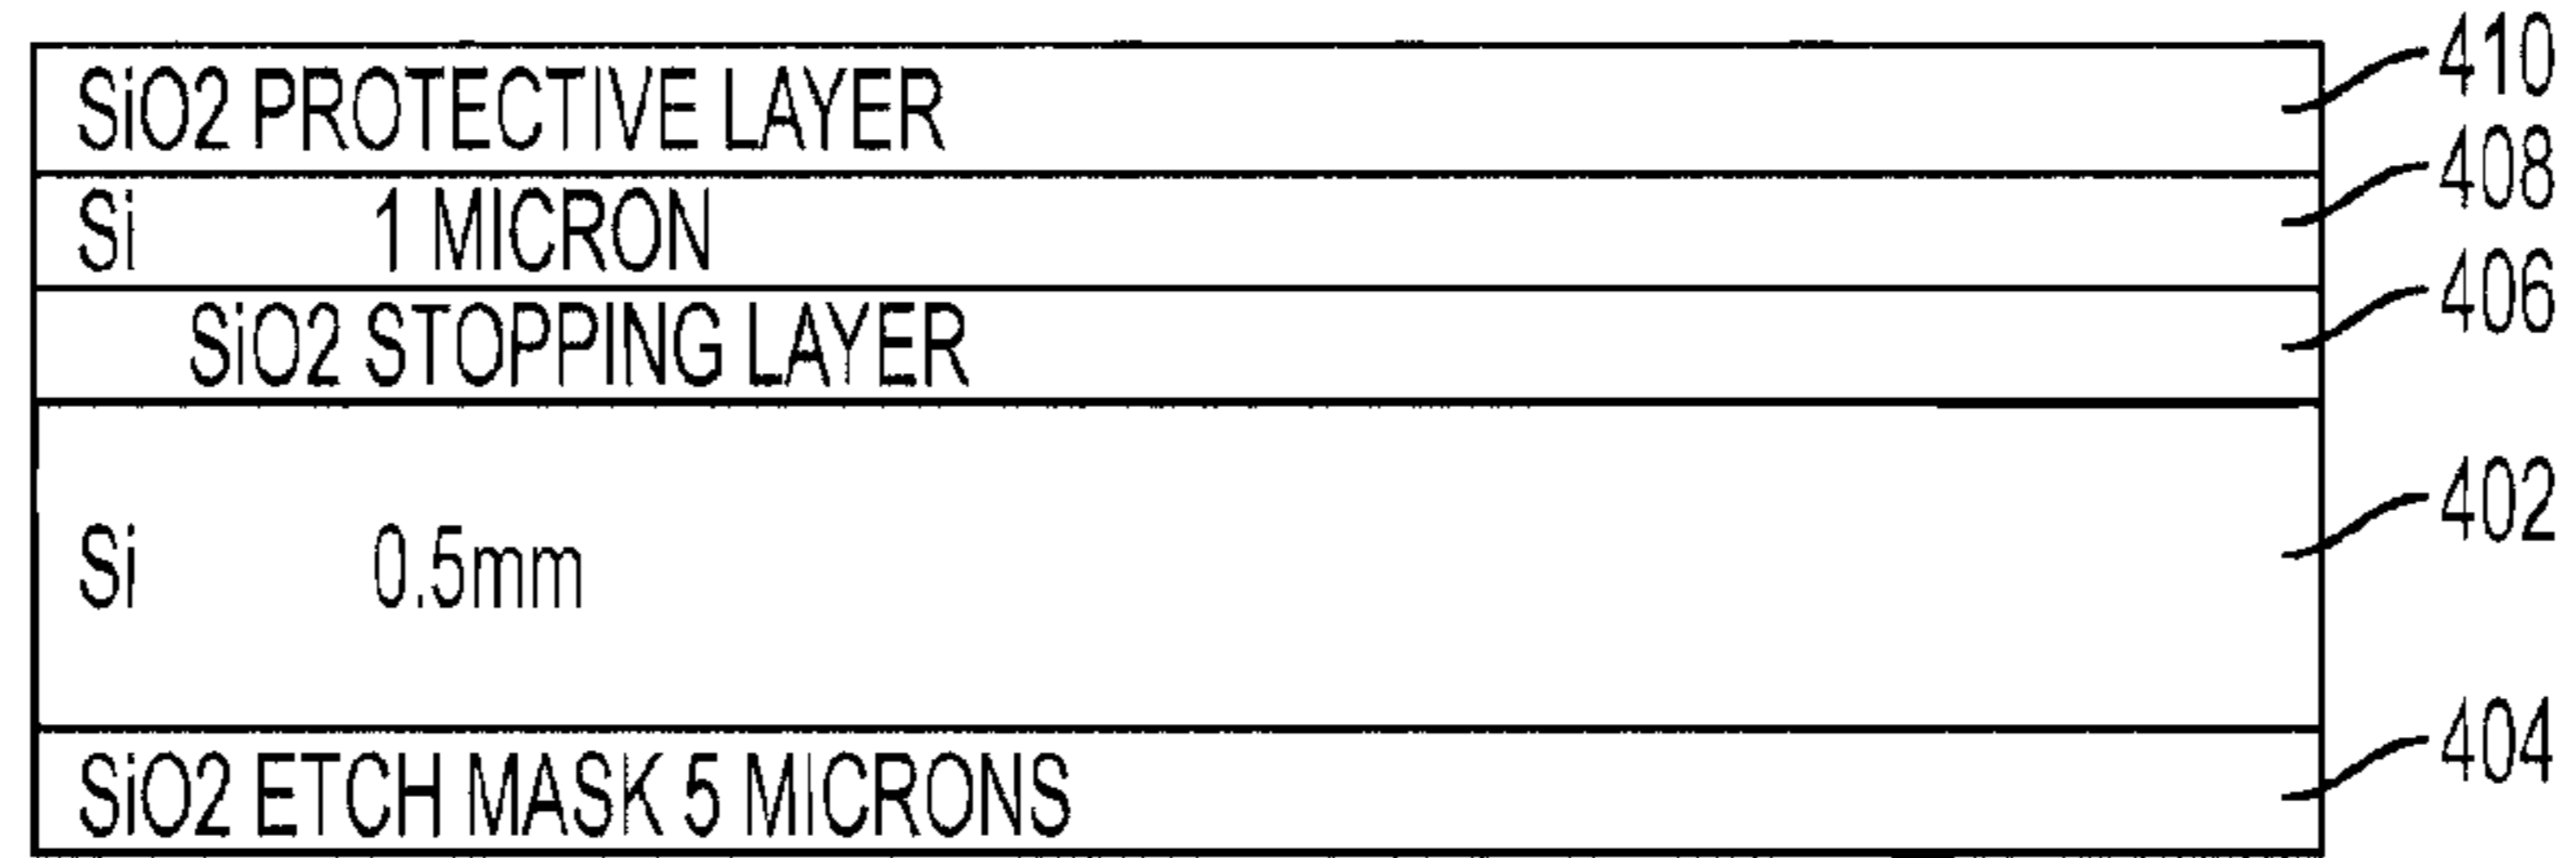 SiO2 PROTECTIVE LAYER 410
Si 1 MICRON 408
SiO2 STOPPING LAYER 406
Si 0.5mm 402
SiO2 ETCH MASK 5 MICRONS 404